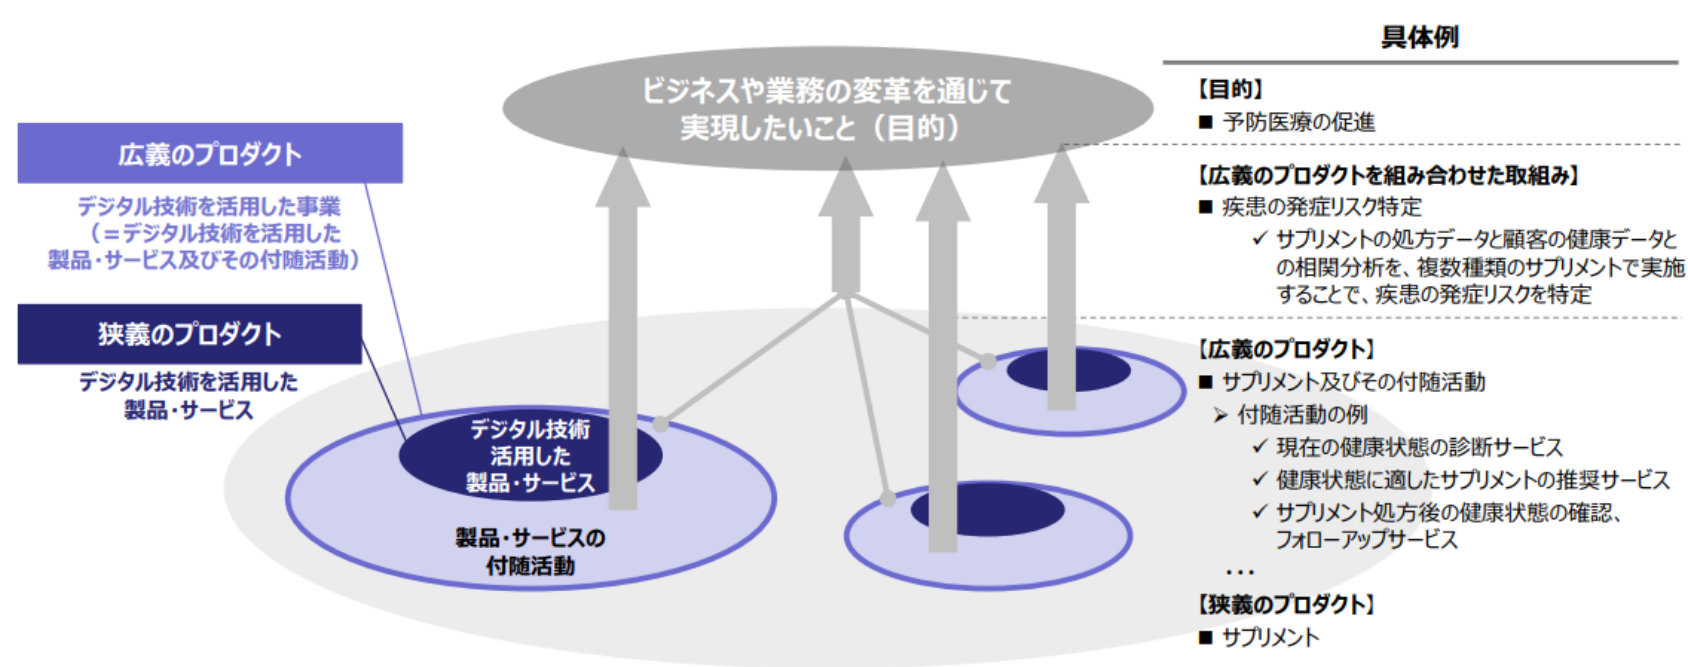 ビジネスや業務の変革を通じて
実現したいこと（目的）
広義のプロダクト
デジタル技術を活用した事業
（＝デジタル技術を活用した
製品・サービス及びその付随活動）
狭義のプロダクト
デジタル技術を活用した
製品・サービス
デジタル技術
活用した
製品・サービス
製品・サービスの
付随活動
具体例
【目的】
■ 予防医療の促進
【広義のプロダクトを組み合わせた取組み】
■ 疾患の発症リスク特定
✓ サプリメントの処方データと顧客の健康データと
の相関分析を、複数種類のサプリメントで実施
することで、疾患の発症リスクを特定
【広義のプロダクト】
■ サプリメント及びその付随活動
➢ 付随活動の例
✓ 現在の健康状態の診断サービス
✓ 健康状態に適したサプリメントの推奨サービス
✓ サプリメント処方後の健康状態の確認、
フォローアップサービス
･･･
【狭義のプロダクト】
■ サプリメント